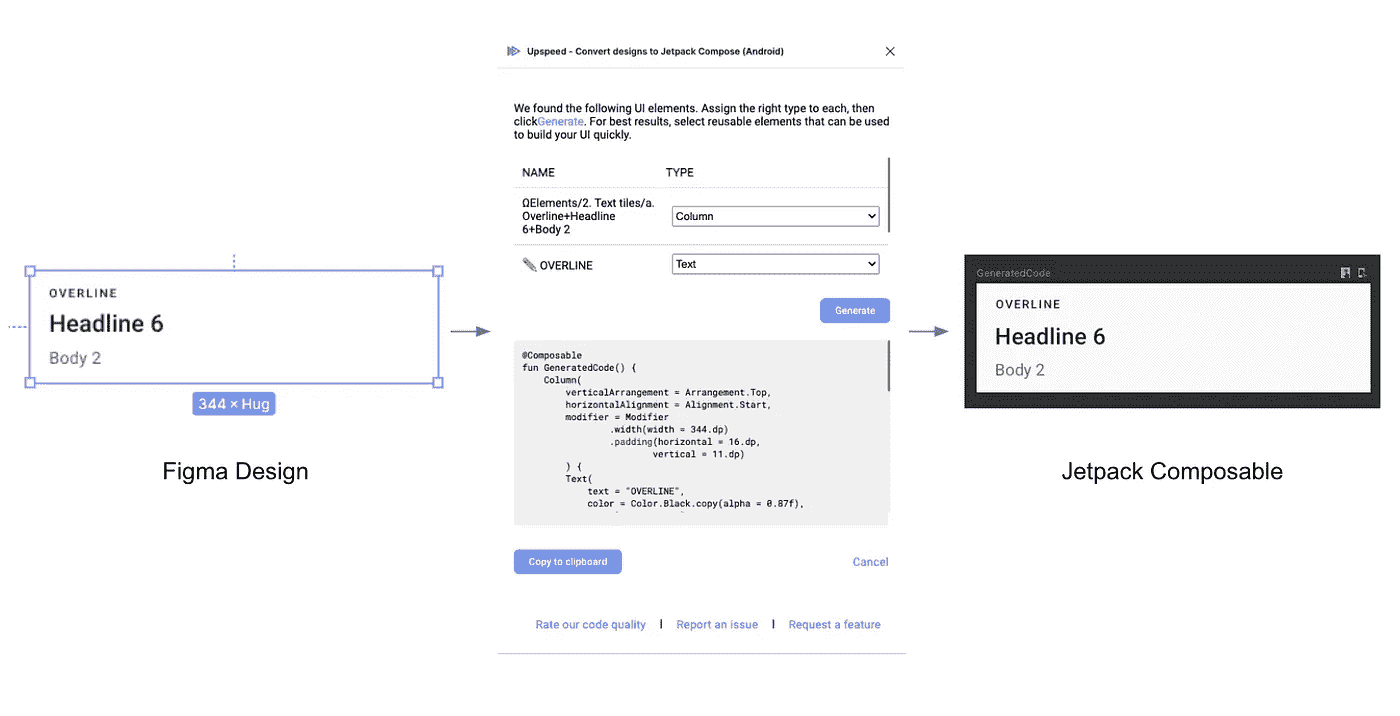 Upspeed - Convert designs to Jetpack Compose (Android)
We found the following UI elements. Assign the right type to each, then
clickGenerate. For best results, select reusable elements that can be used
to build your UI quickly.
NAME TYPE
ΩElements/2. Text tiles/a.
Overline+Headline
6+Body 2
Column
OVERLINE
Text
Generate
@Composable
fun GeneratedCode() {
    Column(
        verticalArrangement = Arrangement.Top,
        horizontalAlignment = Alignment.Start,
        modifier = Modifier
                .width(width = 344.dp)
                .padding(horizontal = 16.dp,
                        vertical = 11.dp)
        ) {
        Text(
            text = "OVERLINE",
            color = Color.Black.copy(alpha = 0.87f),
Copy to clipboard
Cancel
Rate our code quality | Report an issue | Request a feature
OVERLINE
Headline 6
Body 2
344 × Hug
Figma Design
GeneratedCode
OVERLINE
Headline 6
Body 2
Jetpack Composable